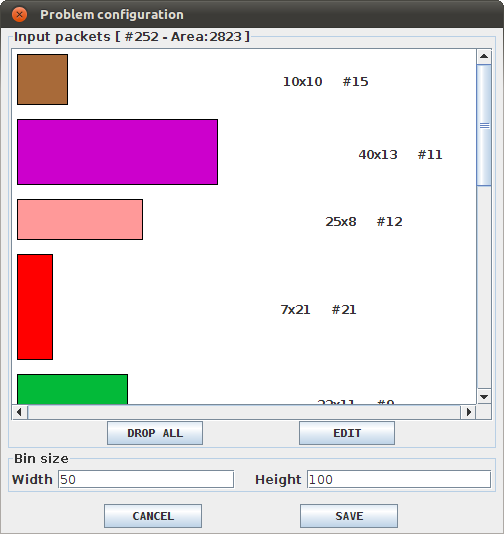 Problem configuration
Input packets [ #252 - Area:2823 ]
10x10 #15
40x13 #11
25x8 #12
7x21 #21
DROP ALL EDIT
Bin size
Width 50 Height 100
CANCEL SAVE